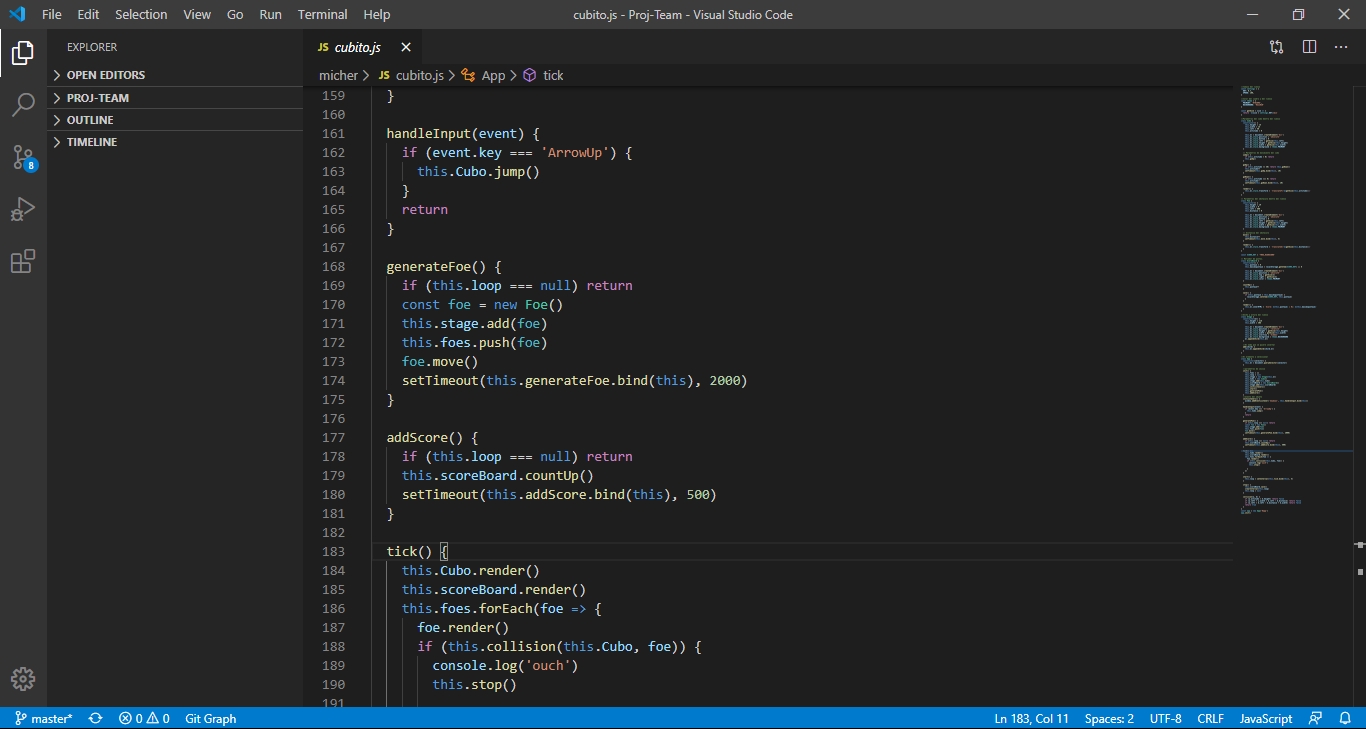 File Edit Selection View Go Run Terminal Help cubito.js - Proj-Team - Visual Studio Code
EXPLORER
OPEN EDITORS
PROJ-TEAM
OUTLINE
TIMELINE
8
JS cubito.js
micher > JS cubito.js > App > tick
159 }
160
161 handleInput(event) {
162 if (event.key === 'ArrowUp') {
163 this.Cubo.jump()
164 }
165 return
166 }
167
168 generateFoe() {
169 if (this.loop === null) return
170 const foe = new Foe()
171 this.stage.add(foe)
172 this.foes.push(foe)
173 foe.move()
174 setTimeout(this.generateFoe.bind(this), 2000)
175 }
176
177 addScore() {
178 if (this.loop === null) return
179 this.scoreBoard.countUp()
180 setTimeout(this.addScore.bind(this), 500)
181 }
182
183 tick() {
184 this.Cubo.render()
185 this.scoreBoard.render()
186 this.foes.forEach(foe => {
187 foe.render()
188 if (this.collision(this.Cubo, foe)) {
189 console.log('ouch')
190 this.stop()
191
master* 0 0 Git Graph Ln 183, Col 11 Spaces: 2 UTF-8 CRLF JavaScript